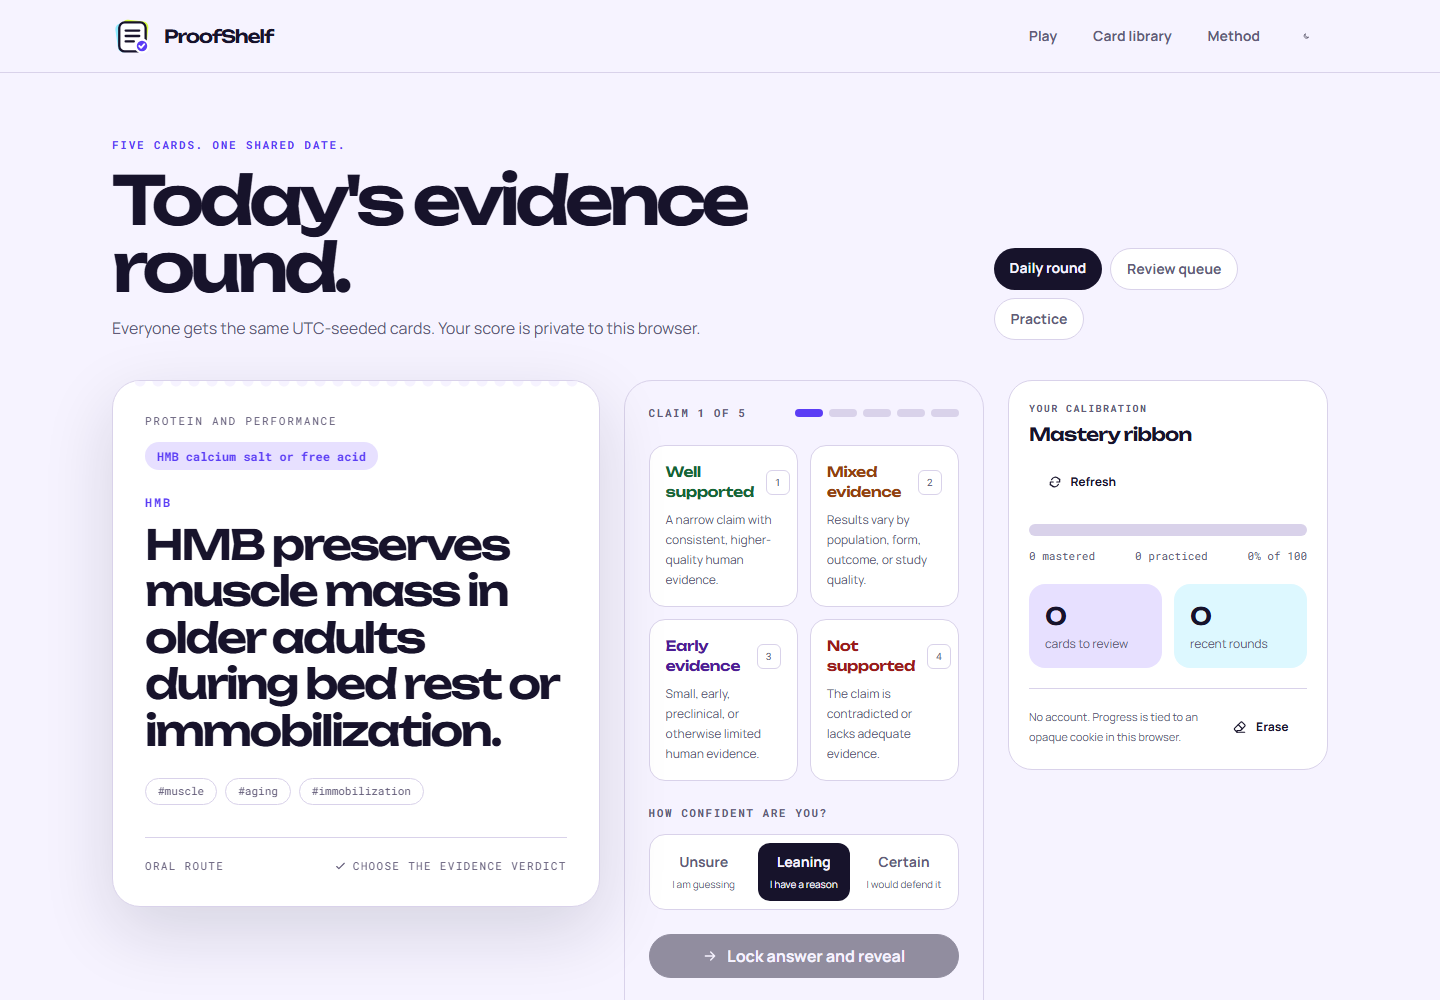 ProofShelf
Play
Card library
Method
FIVE CARDS. ONE SHARED DATE.
Today's evidence
round.
Everyone gets the same UTC-seeded cards. Your score is private to this browser.
Daily round
Review queue
Practice
PROTEIN AND PERFORMANCE
HMB calcium salt or free acid
HMB
HMB preserves
muscle mass in
older adults
during bed rest or
immobilization.
#muscle
#aging
#immobilization
ORAL ROUTE
CHOOSE THE EVIDENCE VERDICT
CLAIM 1 OF 5
Well
supported
1
A narrow claim with
consistent, higher-
quality human
evidence.
Mixed
evidence
2
Results vary by
population, form,
outcome, or study
quality.
Early
evidence
3
Small, early,
preclinical, or
otherwise limited
human evidence.
Not
supported
4
The claim is
contradicted or
lacks adequate
evidence.
HOW CONFIDENT ARE YOU?
Unsure
I am guessing
Leaning
I have a reason
Certain
I would defend it
Lock answer and reveal
YOUR CALIBRATION
Mastery ribbon
Refresh
0 mastered
0 practiced
0% of 100
0
cards to review
0
recent rounds
No account. Progress is tied to an
opaque cookie in this browser.
Erase